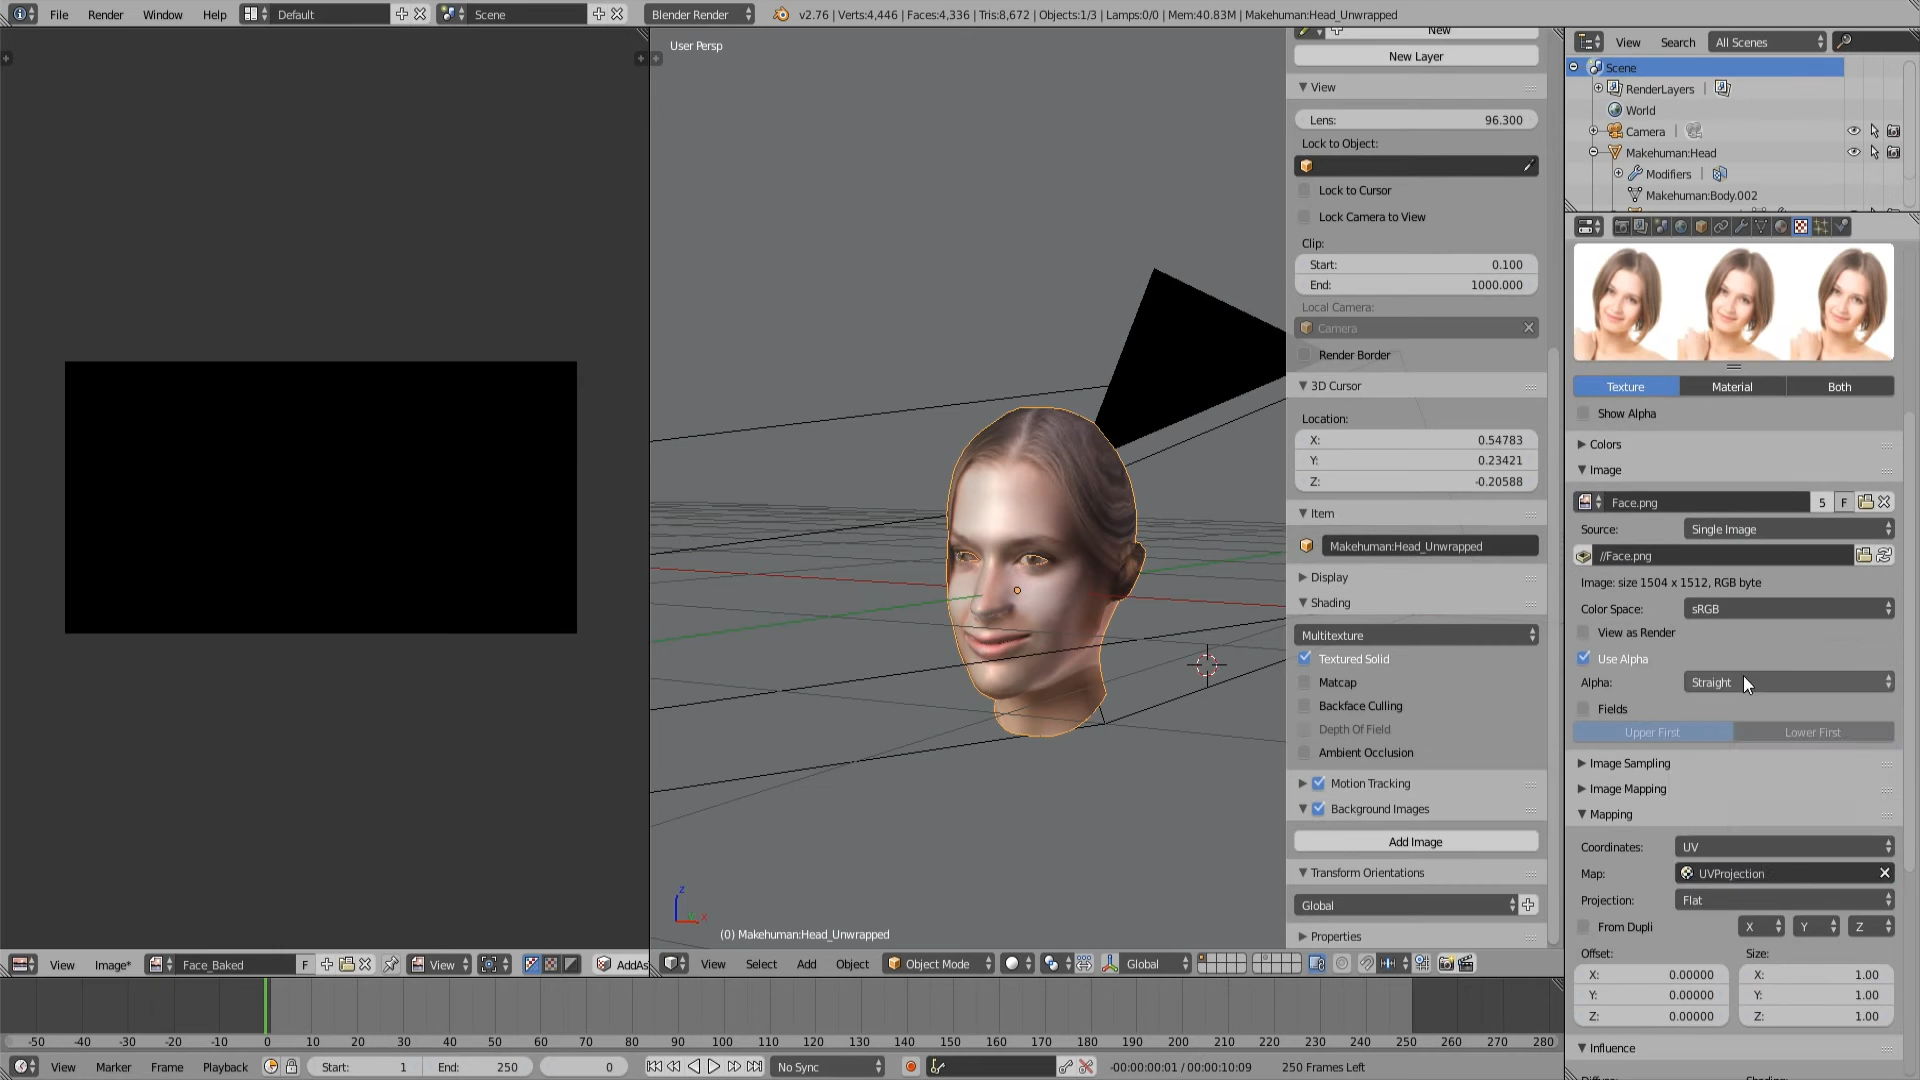 File Render Window Help Default Scene Blender Render v2.76 | Verts:4,446 | Faces:4,336 | Tris:8,672 | Objects:1/3 | Lamps:0/0 | Mem:40.83M | Makehuman:Head_Unwrapped
User Persp
(0) Makehuman:Head_Unwrapped
New
New Layer
View
Lens: 96.300
Lock to Object:
Lock to Cursor
Lock Camera to View
Clip:
Start: 0.100
End: 1000.000
Local Camera:
Camera
Render Border
3D Cursor
Location:
X: 0.54783
Y: 0.23421
Z: -0.20588
Item
Makehuman:Head_Unwrapped
Display
Shading
Multitexture
Textured Solid
Matcap
Backface Culling
Depth Of Field
Ambient Occlusion
Motion Tracking
Background Images
Add Image
Transform Orientations
Global
Properties
View Search All Scenes
Scene
RenderLayers |
World
Camera |
Makehuman:Head
Modifiers |
Makehuman:Body.002
Texture Material Both
Show Alpha
Colors
Image
Face.png 5 F
Source: Single Image
//Face.png
Image: size 1504 x 1512, RGB byte
Color Space: sRGB
View as Render
Use Alpha
Alpha: Straight
Fields
Upper First Lower First
Image Sampling
Image Mapping
Mapping
Coordinates: UV
Map: UVProjection
Projection: Flat
From Dupli X Y Z
Offset: Size:
X: 0.00000 X: 1.00
Y: 0.00000 Y: 1.00
Z: 0.00000 Z: 1.00
Influence
View Image* Face_Baked F View AddAs
View Select Add Object Object Mode Global
-50 -40 -30 -20 -10 0 10 20 30 40 50 60 70 80 90 100 110 120 130 140 150 160 170 180 190 200 210 220 230 240 250 260 270 280
View Marker Frame Playback Start: 1 End: 250 0 No Sync -00:00:00:01 / 00:00:10:09 250 Frames Left
z
y
x